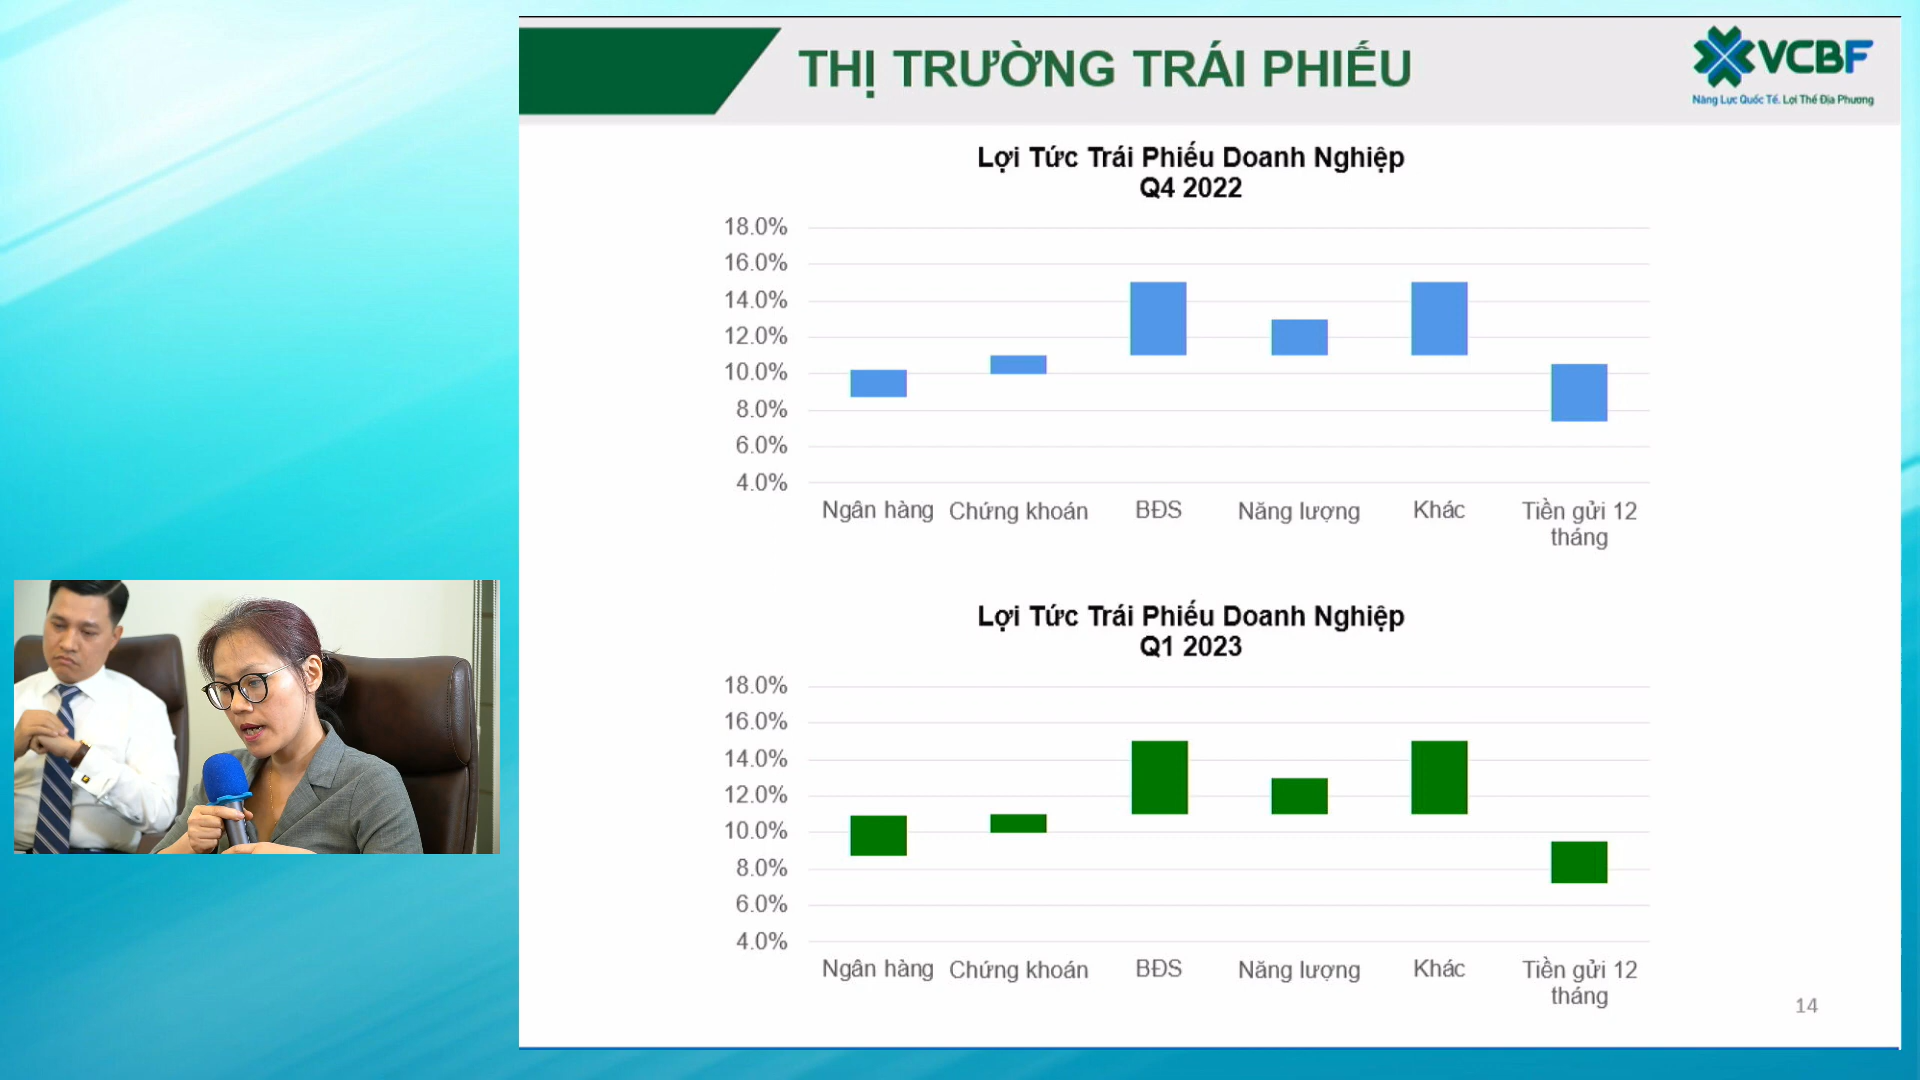 THỊ TRƯỜNG TRÁI PHIẾU
VCBF
Năng Lực Quốc Tế. Lợi Thế Địa Phương
Lợi Tức Trái Phiếu Doanh Nghiệp
Q4 2022
18.0%
16.0%
14.0%
12.0%
10.0%
8.0%
6.0%
4.0%
Ngân hàng Chứng khoán BĐS Năng lượng Khác Tiền gửi 12
tháng
Lợi Tức Trái Phiếu Doanh Nghiệp
Q1 2023
18.0%
16.0%
14.0%
12.0%
10.0%
8.0%
6.0%
4.0%
Ngân hàng Chứng khoán BĐS Năng lượng Khác Tiền gửi 12
tháng
14